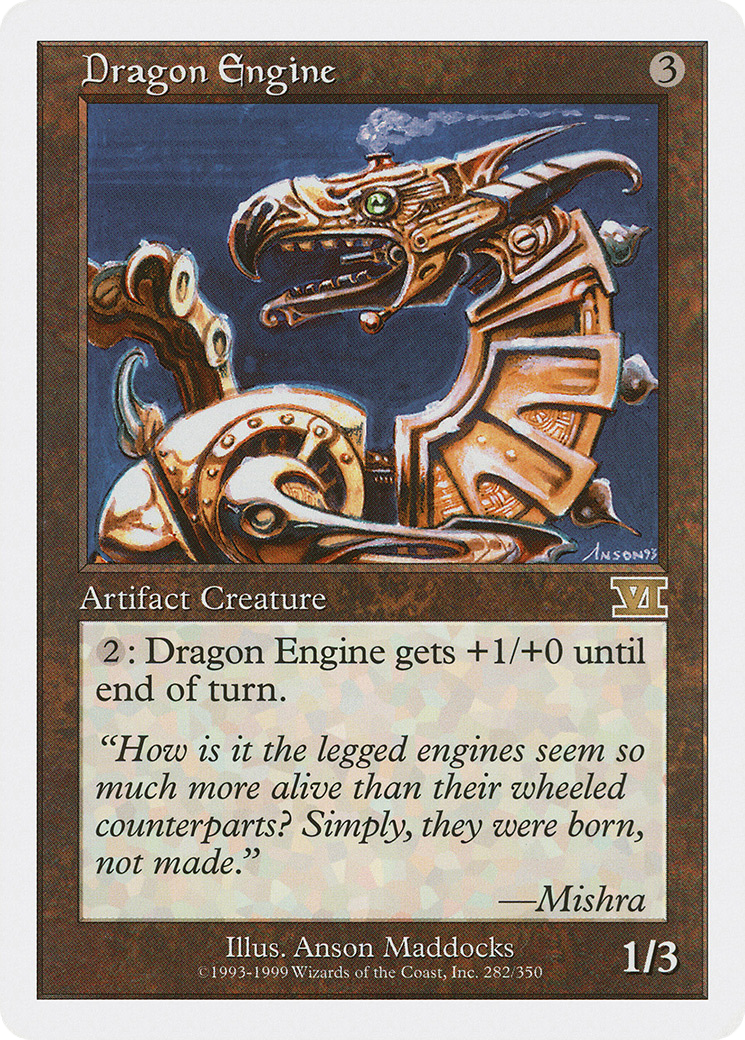 Dragon Engine
3
ANSON93
Artifact Creature
VI
2: Dragon Engine gets +1/+0 until
end of turn.
“How is it the legged engines seem so
much more alive than their wheeled
counterparts? Simply, they were born,
not made.”
—Mishra
Illus. Anson Maddocks
©1993-1999 Wizards of the Coast, Inc. 282/350
1/3